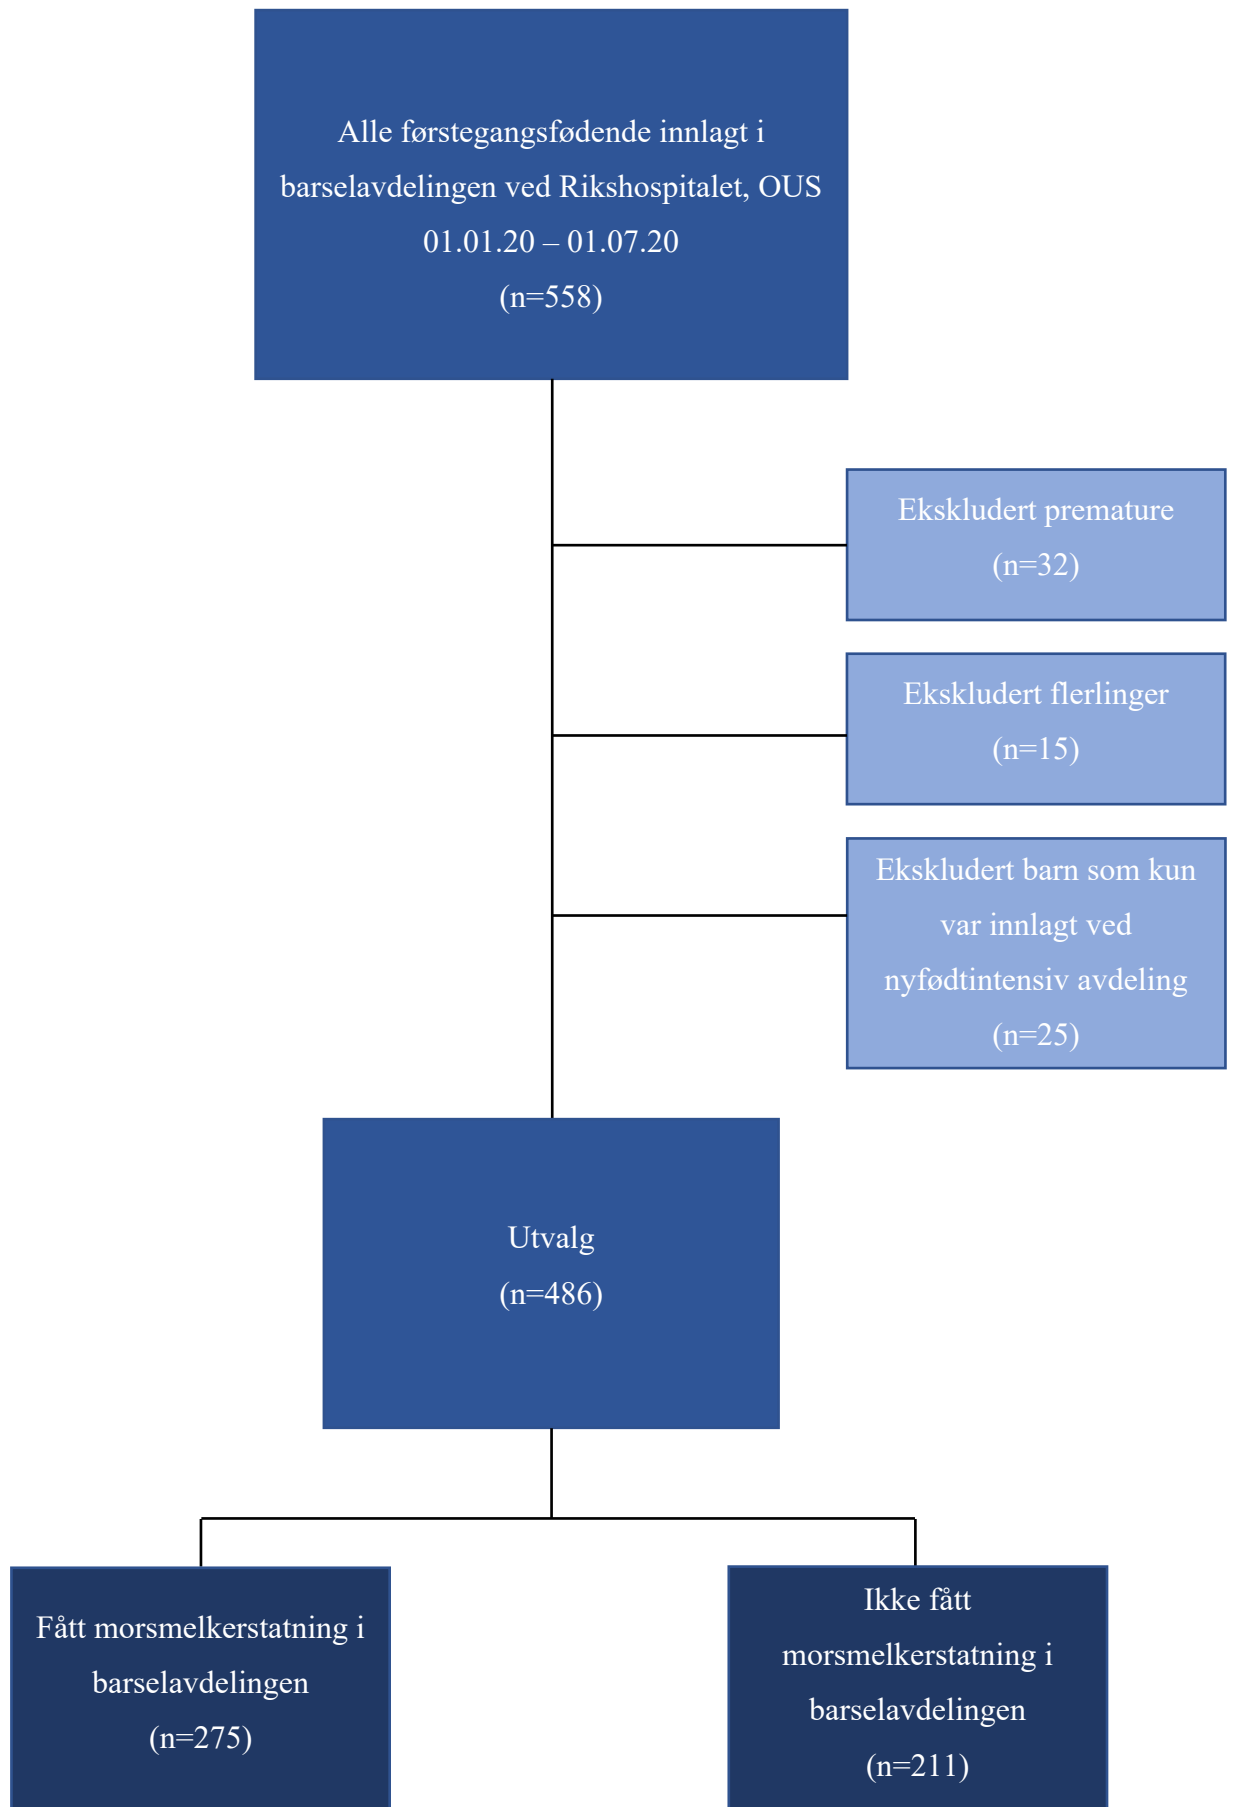 Alle førstegangsfødende innlagt i
barselavdelingen ved Rikshospitalet, OUS
01.01.20 – 01.07.20
(n=558)
Ekskludert premature
(n=32)
Ekskludert flerlinger
(n=15)
Ekskludert barn som kun
var innlagt ved
nyfødtintensiv avdeling
(n=25)
Utvalg
(n=486)
Fått morsmelkerstatning i
barselavdelingen
(n=275)
Ikke fått
morsmelkerstatning i
barselavdelingen
(n=211)